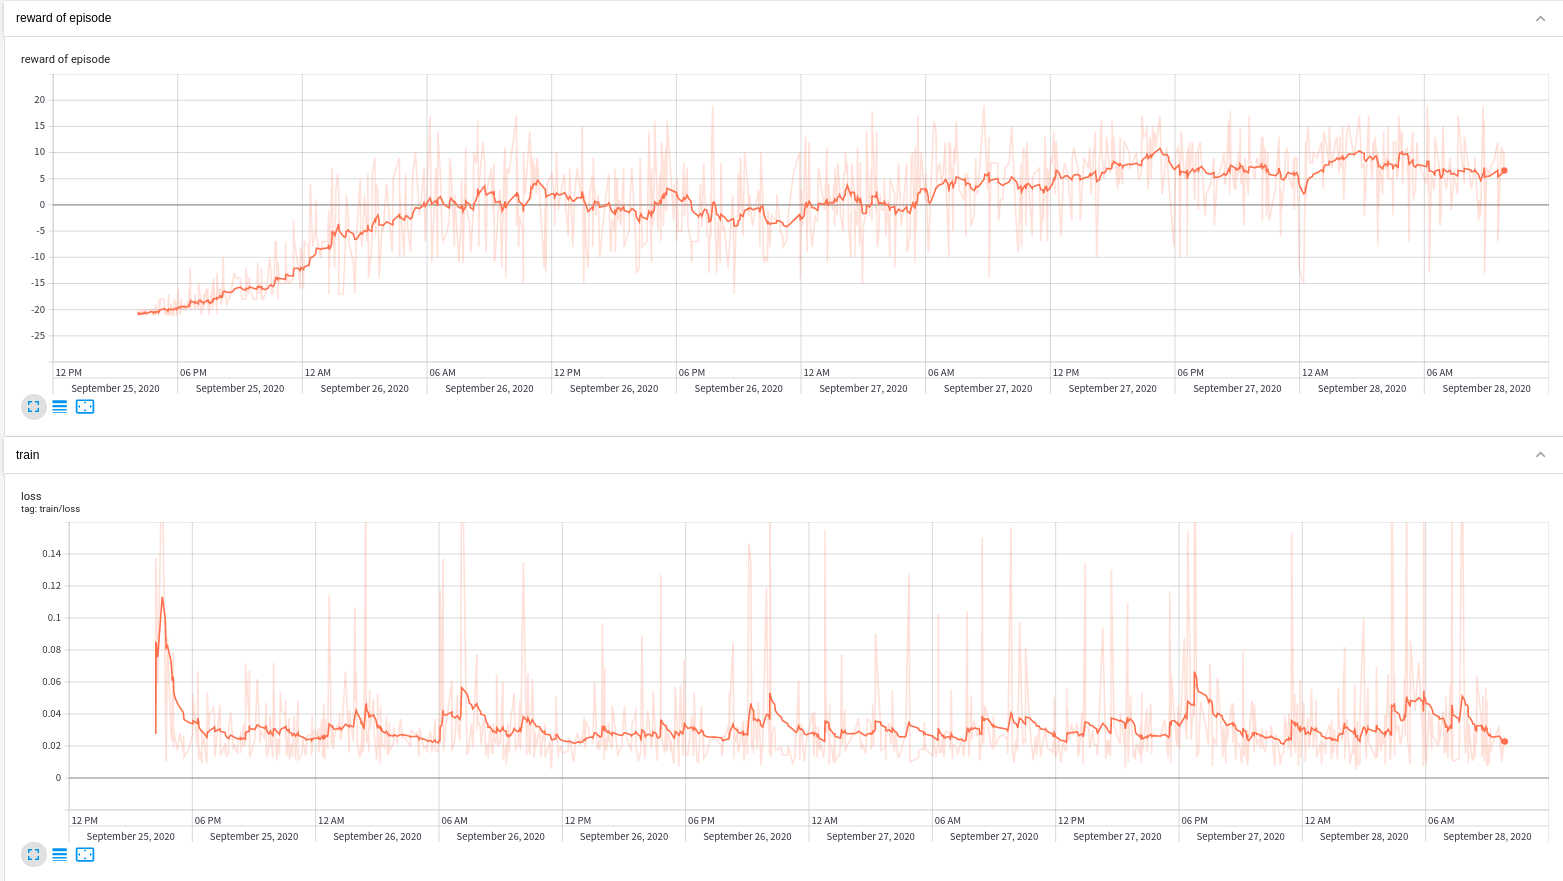 reward of episode
reward of episode
20
15
10
5
0
-5
-10
-15
-20
-25
12 PM 06 PM 12 AM 06 AM 12 PM 06 PM 12 AM 06 AM 12 PM 06 PM 12 AM 06 AM
September 25, 2020 September 25, 2020 September 26, 2020 September 26, 2020 September 26, 2020 September 26, 2020 September 27, 2020 September 27, 2020 September 27, 2020 September 27, 2020 September 28, 2020 September 28, 2020
train
loss
tag: train/loss
0.14
0.12
0.1
0.08
0.06
0.04
0.02
0
12 PM 06 PM 12 AM 06 AM 12 PM 06 PM 12 AM 06 AM 12 PM 06 PM 12 AM 06 AM
September 25, 2020 September 25, 2020 September 26, 2020 September 26, 2020 September 26, 2020 September 26, 2020 September 27, 2020 September 27, 2020 September 27, 2020 September 27, 2020 September 28, 2020 September 28, 2020